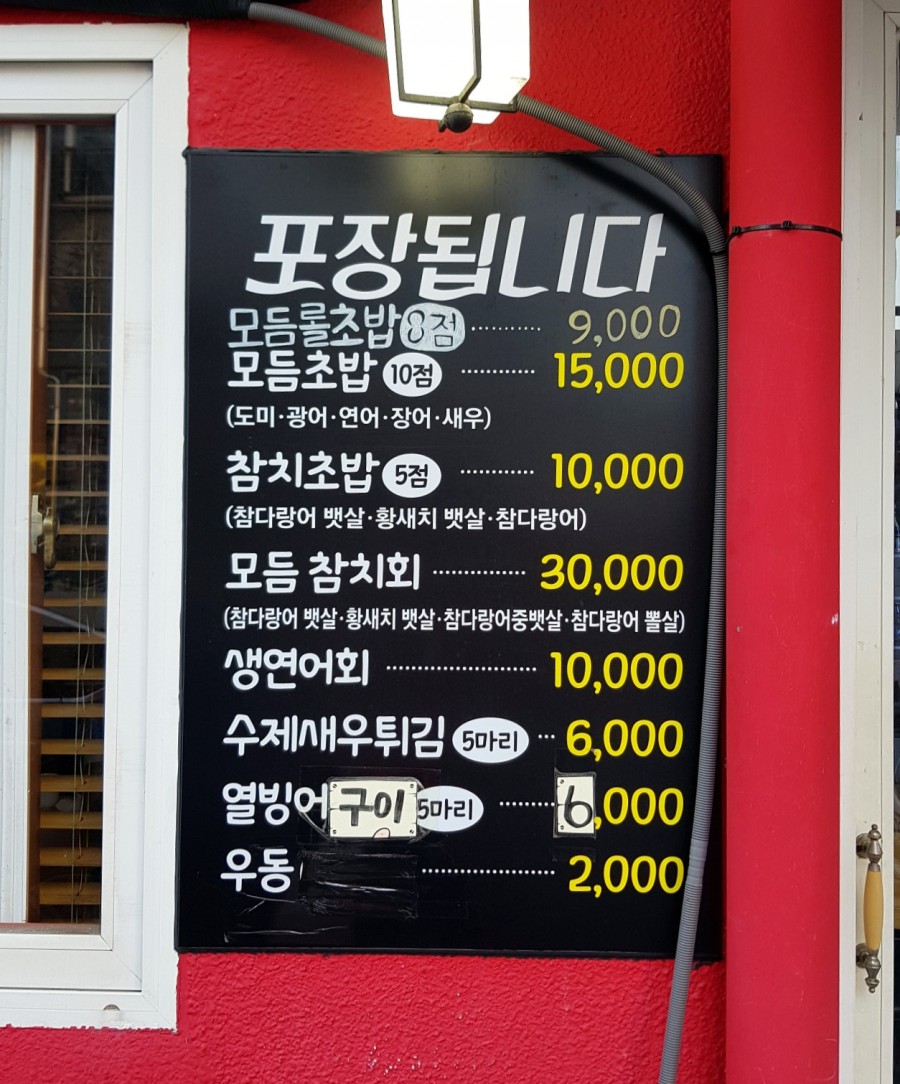 포장됩니다
모듬롤초밥 8점 ············ 9,000
모듬초밥 10점 ············ 15,000
(도미·광어·연어·장어·새우)
참치초밥 5점 ············ 10,000
(참다랑어 뱃살·황새치 뱃살·참다랑어)
모듬 참치회 ··············· 30,000
(참다랑어 뱃살·황새치 뱃살·참다랑어중뱃살·참다랑어 뽈살)
생연어회 ························ 10,000
수제새우튀김 5마리 ··· 6,000
열빙어구이 5마리 ········· 6,000
우동 ······················ 2,000